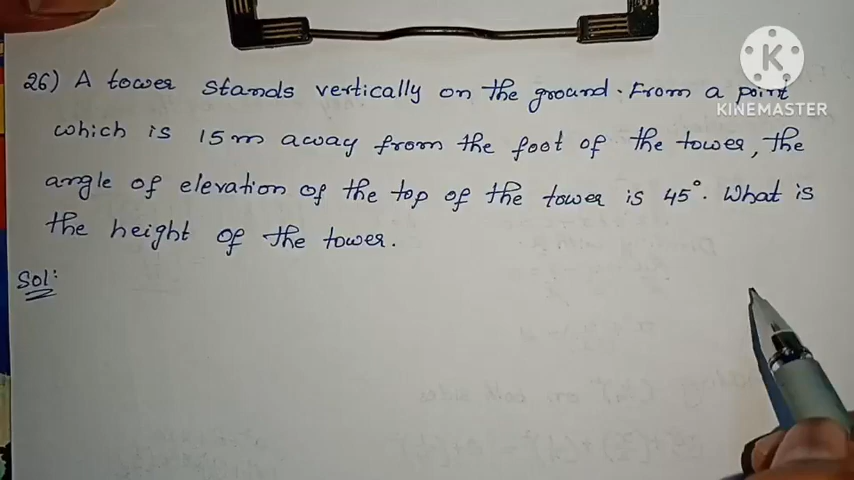 K
KINEMASTER
26) A tower stands vertically on the ground. From a point
which is 15m away from the foot of the tower, the
angle of elevation of the top of the tower is 45°. What is
the height of the tower.
Sol: